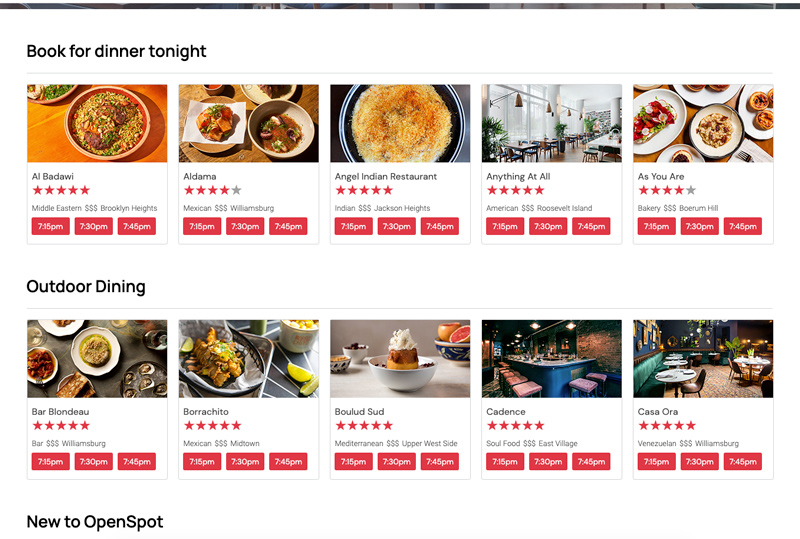 Book for dinner tonight
Al Badawi
Middle Eastern $$$ Brooklyn Heights
7:15pm 7:30pm 7:45pm
Aldama
Mexican $$$ Williamsburg
7:15pm 7:30pm 7:45pm
Angel Indian Restaurant
Indian $$$ Jackson Heights
7:15pm 7:30pm 7:45pm
Anything At All
American $$$ Roosevelt Island
7:15pm 7:30pm 7:45pm
As You Are
Bakery $$$ Boerum Hill
7:15pm 7:30pm 7:45pm
Outdoor Dining
Bar Blondeau
Bar $$$ Williamsburg
7:15pm 7:30pm 7:45pm
Borrachito
Mexican $$$ Midtown
7:15pm 7:30pm 7:45pm
Boulud Sud
Mediterranean $$$ Upper West Side
7:15pm 7:30pm 7:45pm
Cadence
Soul Food $$$ East Village
7:15pm 7:30pm 7:45pm
Casa Ora
Venezuelan $$$ Williamsburg
7:15pm 7:30pm 7:45pm
New to OpenSpot